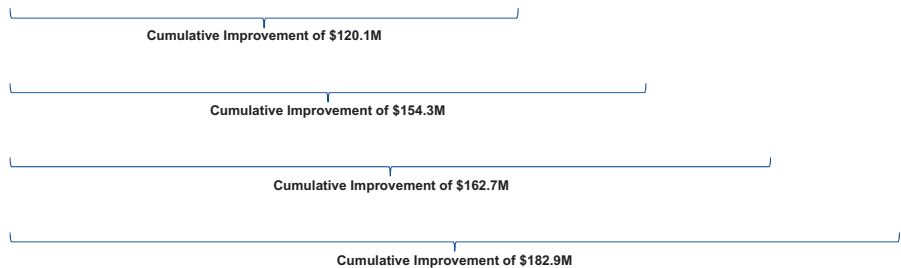 Cumulative Improvement of $120.1M
Cumulative Improvement of $154.3M
Cumulative Improvement of $162.7M
Cumulative Improvement of $182.9M